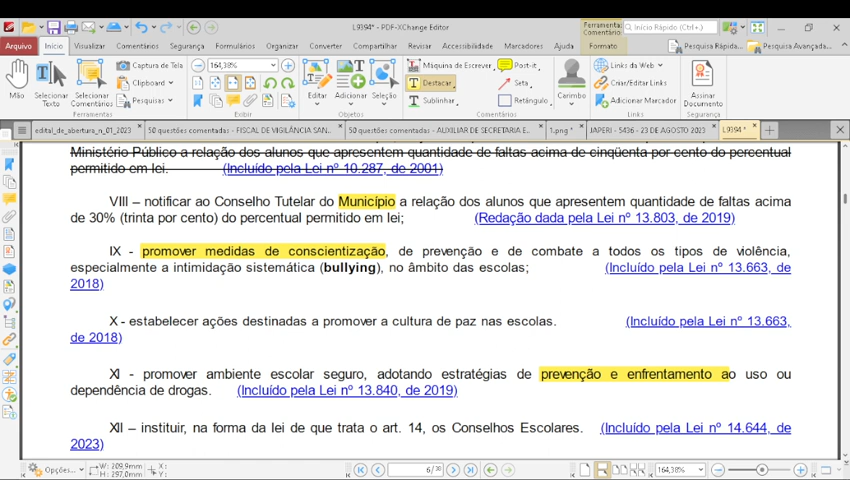 L9394* - PDF-XChange Editor
Ferramentas
Início Rápido (Ctrl+.)
Arquivo Início Visualizar Comentários Segurança Formulários Organizar Converter Compartilhar Revisar Acessibilidade Marcadores Ajuda Formato Pesquisa Rápida... Pesquisa Avançada...
Mão
Selecionar Texto
Selecionar Comentários
Captura de Tela
Clipboard
Pesquisas
164,38%
Editar
Adicionar
Seleção
Objetos
Máquina de Escrever
Destacar
Sublinhar
Post-it
Seta
Retângulo
Comentários
Carimbo
Links da Web
Criar/Editar Links
Adicionar Marcador
Links
Assinar Documento
Segurança
edital_de_abertura_n_01_2023
50 questões comentadas - FISCAL DE VIGILÂNCIA SAN...
50 questões comentadas - AUXILIAR DE SECRETARIA E...
1.png *
JAPERI - 5436 - 23 DE AGOSTO 2023
L9394 *
Ministério Público a relação dos alunos que apresentem quantidade de faltas acima de cinqüenta por cento do percentual
permitido em lei. (Incluído pela Lei nº 10.287, de 2001)
VIII – notificar ao Conselho Tutelar do Município a relação dos alunos que apresentem quantidade de faltas acima
de 30% (trinta por cento) do percentual permitido em lei; (Redação dada pela Lei nº 13.803, de 2019)
IX - promover medidas de conscientização, de prevenção e de combate a todos os tipos de violência,
especialmente a intimidação sistemática (bullying), no âmbito das escolas; (Incluído pela Lei nº 13.663, de
2018)
X - estabelecer ações destinadas a promover a cultura de paz nas escolas. (Incluído pela Lei nº 13.663,
de 2018)
XI - promover ambiente escolar seguro, adotando estratégias de prevenção e enfrentamento ao uso ou
dependência de drogas. (Incluído pela Lei nº 13.840, de 2019)
XII – instituir, na forma da lei de que trata o art. 14, os Conselhos Escolares. (Incluído pela Lei nº 14.644, de
2023)
Opções...
W: 209,9mm
H: 297,0mm
X:
Y:
6/38
164,38%